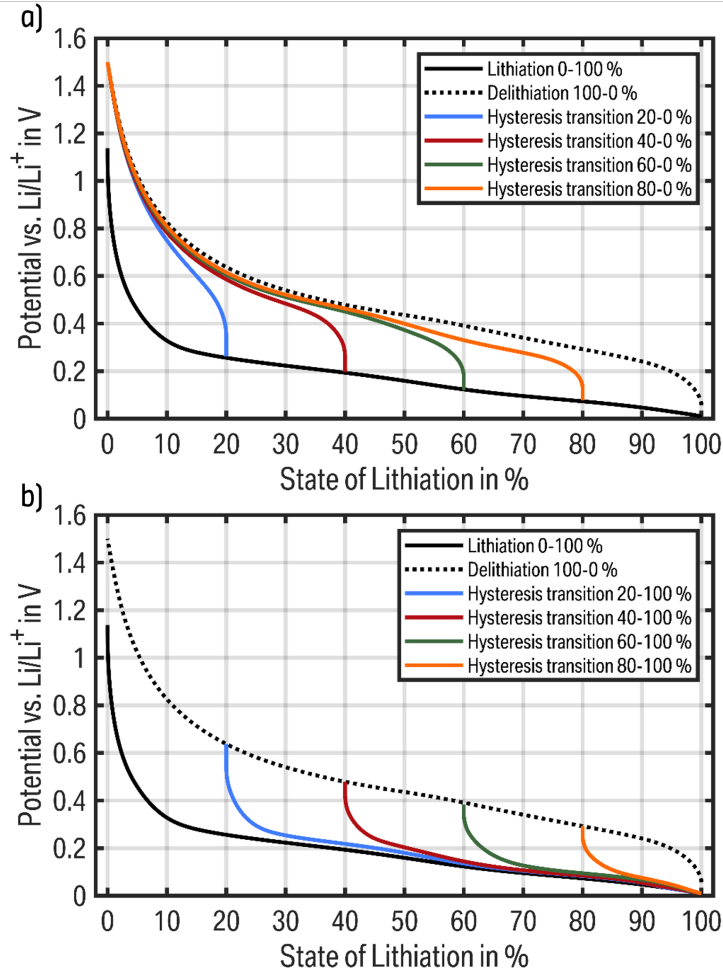 a)
1.6
1.4
1.2
1
0.8
0.6
0.4
0.2
0
Potential vs. Li/Li+ in V
Lithiation 0-100 %
Delithiation 100-0 %
Hysteresis transition 20-0 %
Hysteresis transition 40-0 %
Hysteresis transition 60-0 %
Hysteresis transition 80-0 %
0 10 20 30 40 50 60 70 80 90 100
State of Lithiation in %
b)
1.6
1.4
1.2
1
0.8
0.6
0.4
0.2
0
Potential vs. Li/Li+ in V
Lithiation 0-100 %
Delithiation 100-0 %
Hysteresis transition 20-100 %
Hysteresis transition 40-100 %
Hysteresis transition 60-100 %
Hysteresis transition 80-100 %
0 10 20 30 40 50 60 70 80 90 100
State of Lithiation in %